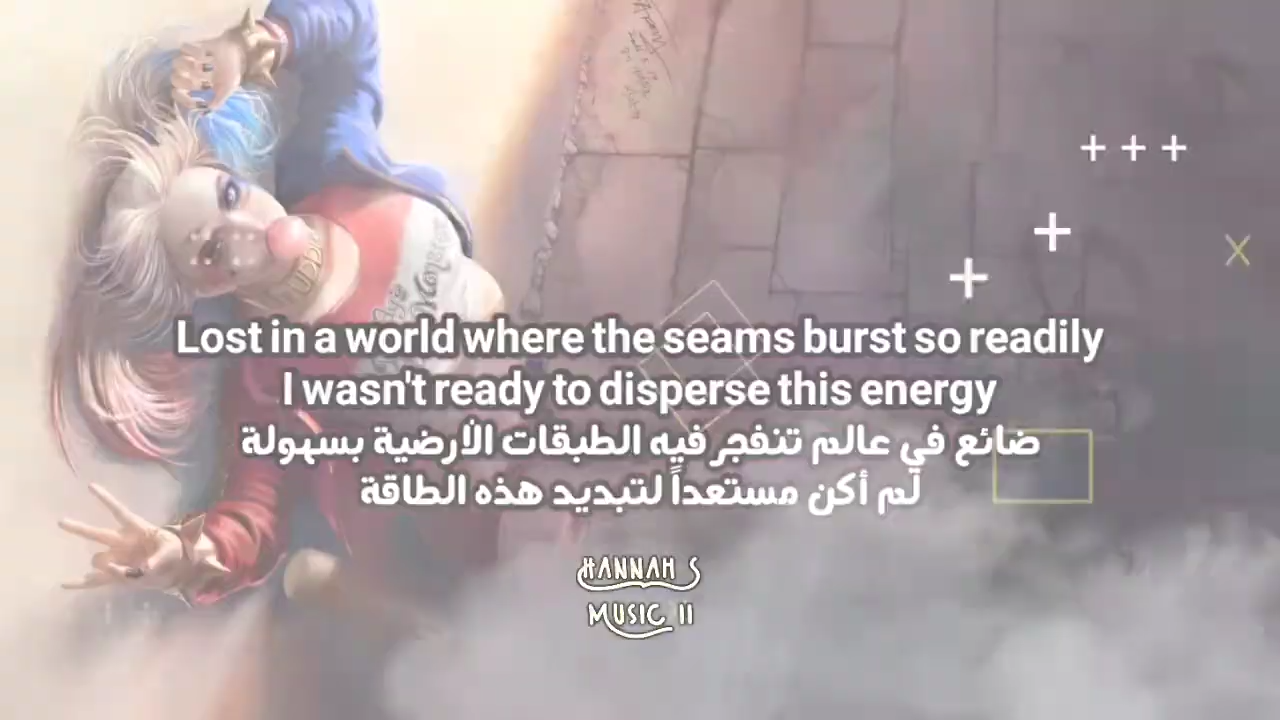 Lost in a world where the seams burst so readily
I wasn't ready to disperse this energy
ضائع في عالم تنفجر فيه الطبقات الأرضية بسهولة
لم أكن مستعداً لتبديد هذه الطاقة
HANNAH S
MUSIC II